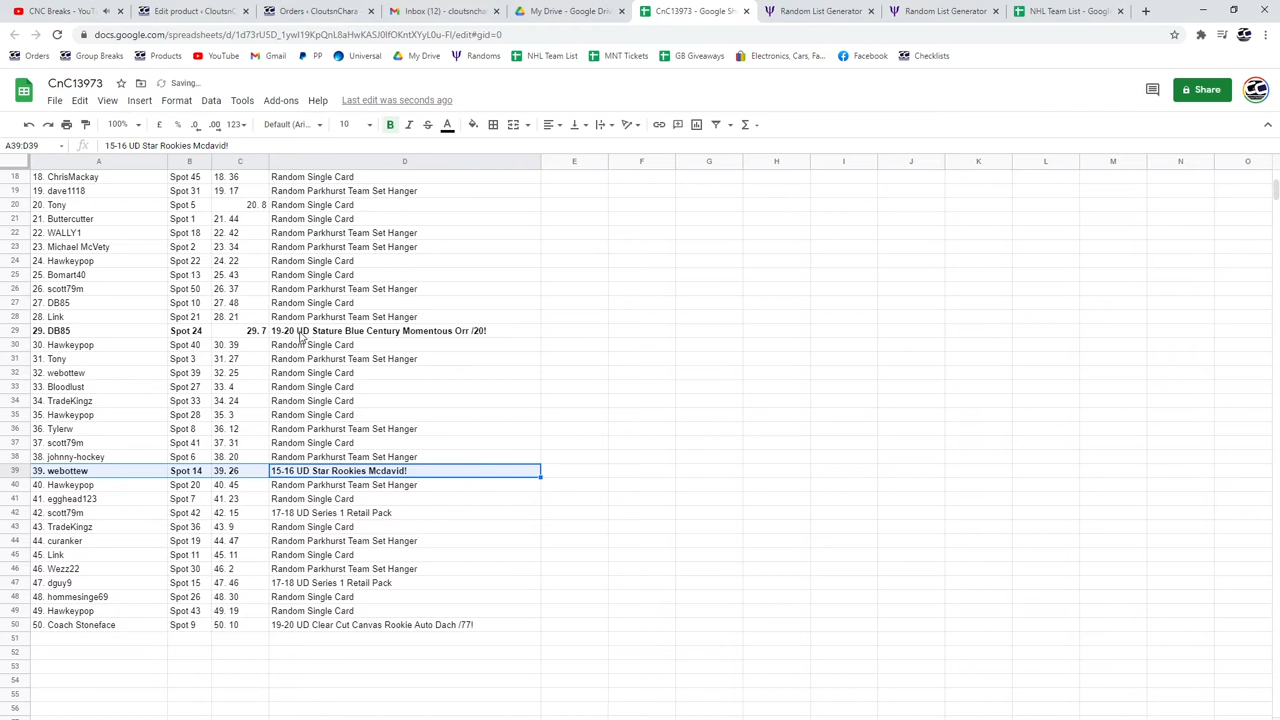 CNC Breaks - YouT
Edit product ‹ CloutsnC
Orders ‹ CloutsnChara
Inbox (12) - cloutsnchar
My Drive - Google Drive
CnC13973 - Google Sh
Random List Generator
Random List Generator
NHL Team List - Google
docs.google.com/spreadsheets/d/1d73rU5D_1ywI19KpQnL8aHwKASJ0lfOKntXYyL0u-FI/edit#gid=0
Orders
Group Breaks
Products
YouTube
Gmail
PP
Universal
My Drive
Randoms
NHL Team List
MNT Tickets
GB Giveaways
Electronics, Cars, Fa...
Facebook
Checklists
CnC13973
Saving...
File Edit View Insert Format Data Tools Add-ons Help Last edit was seconds ago
Share
100% £ % .0 .00 123 Default (Ari... 10 B I S A
A39:D39 fx 15-16 UD Star Rookies Mcdavid!
A B C D E F G H I J K L M N O
18 18. ChrisMackay Spot 45 18. 36 Random Single Card
19 19. dave1118 Spot 31 19. 17 Random Parkhurst Team Set Hanger
20 20. Tony Spot 5 20. 8 Random Single Card
21 21. Buttercutter Spot 1 21. 44 Random Single Card
22 22. WALLY1 Spot 18 22. 42 Random Parkhurst Team Set Hanger
23 23. Michael McVety Spot 2 23. 34 Random Parkhurst Team Set Hanger
24 24. Hawkeypop Spot 22 24. 22 Random Single Card
25 25. Bomart40 Spot 13 25. 43 Random Single Card
26 26. scott79m Spot 50 26. 37 Random Parkhurst Team Set Hanger
27 27. DB85 Spot 10 27. 48 Random Single Card
28 28. Link Spot 21 28. 21 Random Parkhurst Team Set Hanger
29 29. DB85 Spot 24 29. 7 19-20 UD Stature Blue Century Momentous Orr /20!
30 30. Hawkeypop Spot 40 30. 39 Random Single Card
31 31. Tony Spot 3 31. 27 Random Parkhurst Team Set Hanger
32 32. webottew Spot 39 32. 25 Random Single Card
33 33. Bloodlust Spot 27 33. 4 Random Single Card
34 34. TradeKingz Spot 33 34. 24 Random Single Card
35 35. Hawkeypop Spot 28 35. 3 Random Single Card
36 36. Tylerw Spot 8 36. 12 Random Parkhurst Team Set Hanger
37 37. scott79m Spot 41 37. 31 Random Single Card
38 38. johnny-hockey Spot 6 38. 20 Random Parkhurst Team Set Hanger
39 39. webottew Spot 14 39. 26 15-16 UD Star Rookies Mcdavid!
40 40. Hawkeypop Spot 20 40. 45 Random Parkhurst Team Set Hanger
41 41. egghead123 Spot 7 41. 23 Random Single Card
42 42. scott79m Spot 42 42. 15 17-18 UD Series 1 Retail Pack
43 43. TradeKingz Spot 36 43. 9 Random Single Card
44 44. curanker Spot 19 44. 47 Random Parkhurst Team Set Hanger
45 45. Link Spot 11 45. 11 Random Single Card
46 46. Wezz22 Spot 30 46. 2 Random Parkhurst Team Set Hanger
47 47. dguy9 Spot 15 47. 46 17-18 UD Series 1 Retail Pack
48 48. hommesinge69 Spot 26 48. 30 Random Single Card
49 49. Hawkeypop Spot 43 49. 19 Random Single Card
50 50. Coach Stoneface Spot 9 50. 10 19-20 UD Clear Cut Canvas Rookie Auto Dach /77!
51
52
53
54
55
56